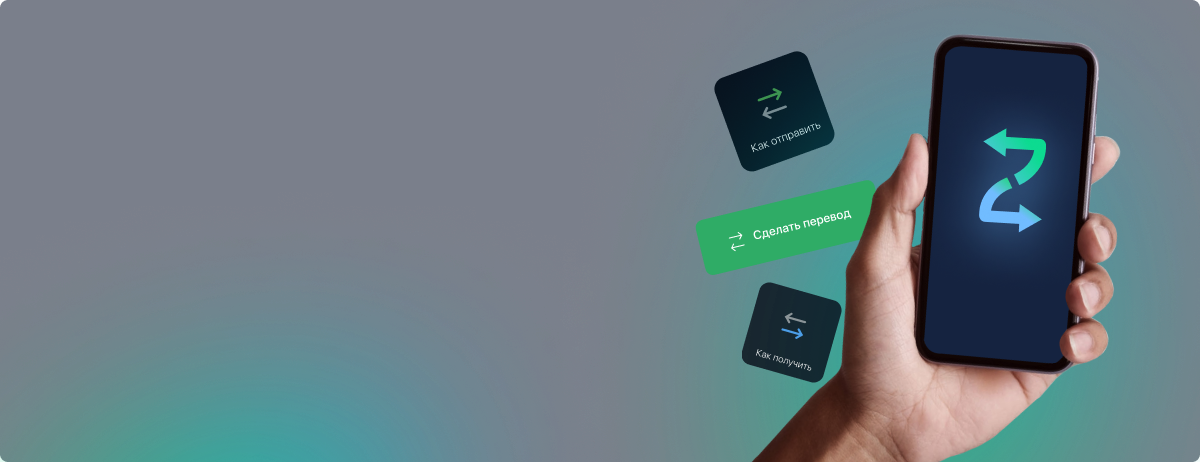 Как отправить
Сделать перевод
Как получить